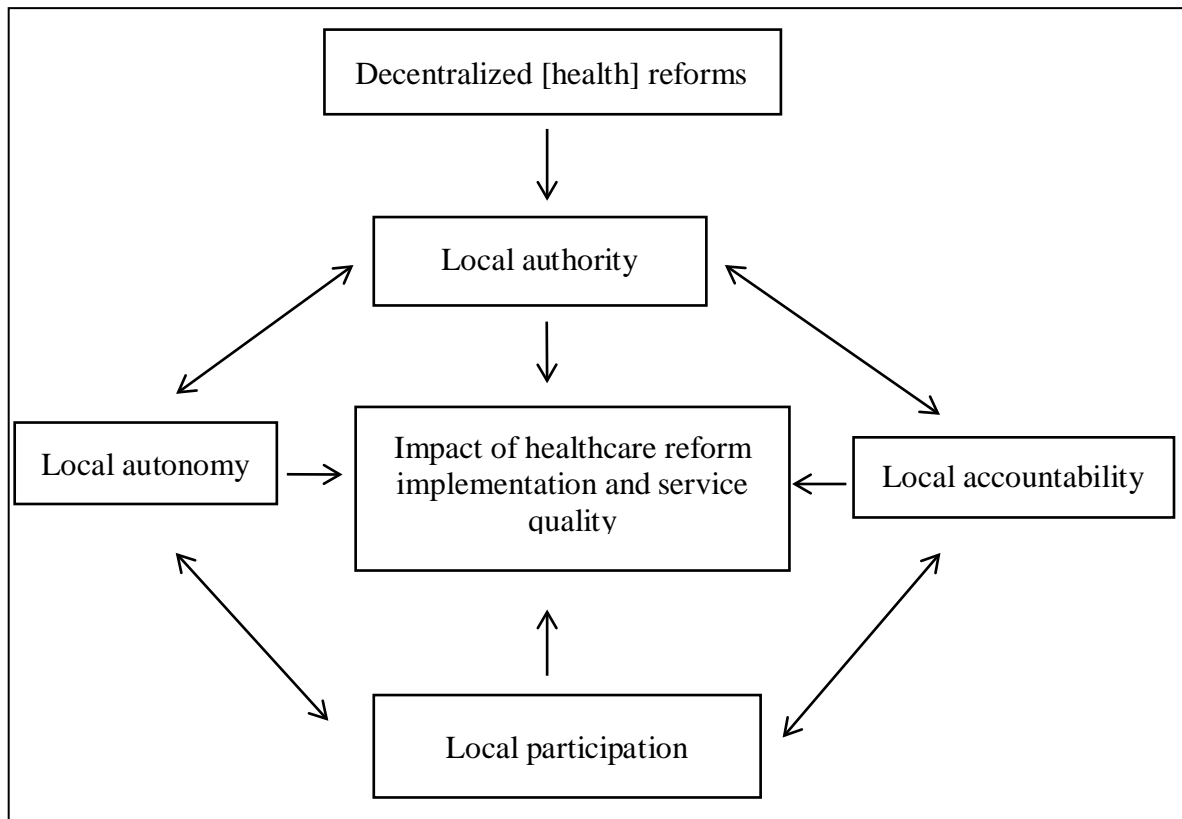 Decentralized [health] reforms
Local authority
Local autonomy
Impact of healthcare reform
implementation and service
quality
Local accountability
Local participation